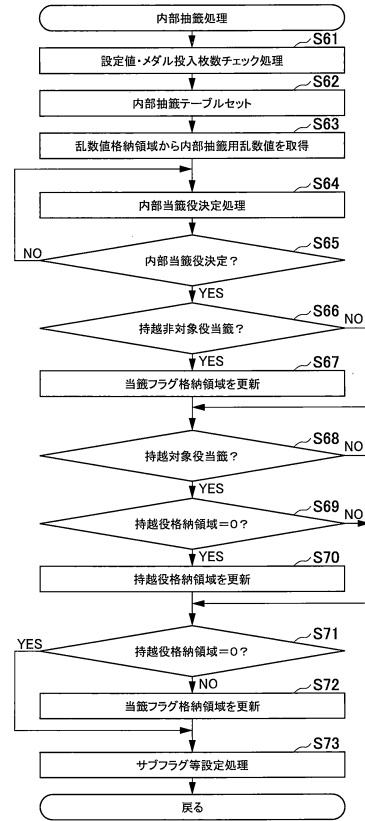 内部抽籤処理
S61
設定値・メダル投入枚数チェック処理
S62
内部抽籤テーブルセット
S63
乱数値格納領域から内部抽籤用乱数値を取得
S64
内部当籤役決定処理
S65
内部当籤役決定？
NO
YES
S66
持越非対象役当籤？
NO
YES
S67
当籤フラグ格納領域を更新
S68
持越対象役当籤？
NO
YES
S69
持越役格納領域＝0？
NO
YES
S70
持越役格納領域を更新
S71
持越役格納領域＝0？
YES
NO
S72
当籤フラグ格納領域を更新
S73
サブフラグ等設定処理
戻る